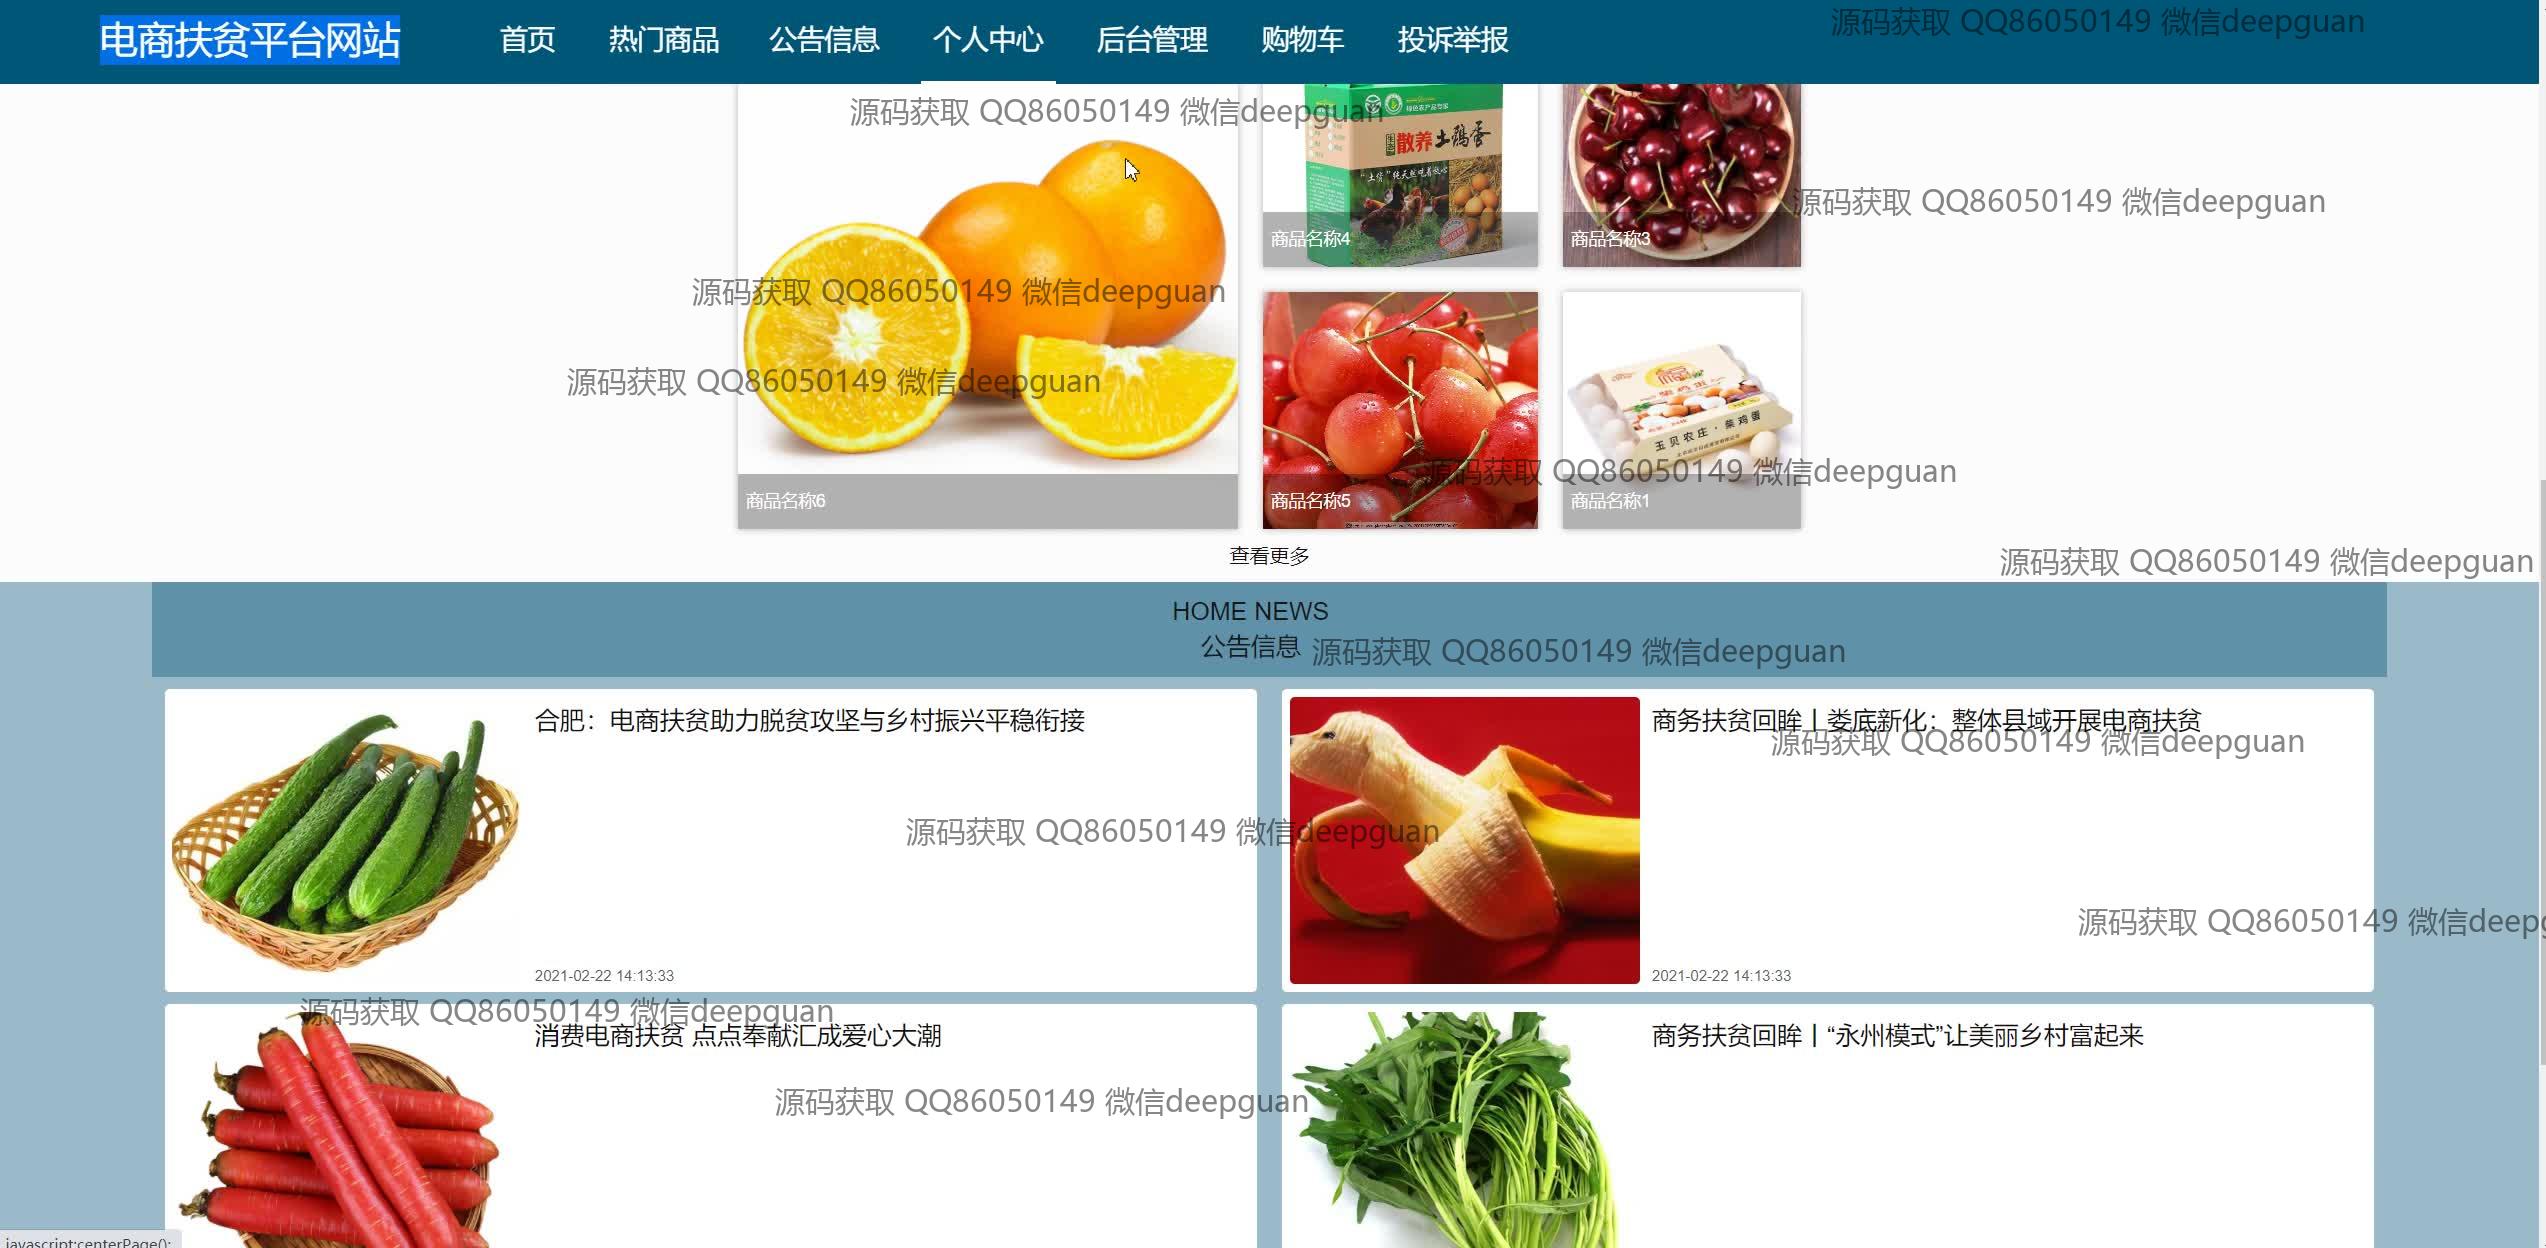 电商扶贫平台网站 首页 热门商品 公告信息 个人中心 后台管理 购物车 投诉举报
源码获取 QQ86050149 微信deepguan
源码获取 QQ86050149 微信deepguan
散养土鸡蛋
源码获取 QQ86050149 微信deepguan
商品名称4
商品名称3
源码获取 QQ86050149 微信deepguan
源码获取 QQ86050149 微信deepguan
玉贝农庄·柴鸡蛋
源码获取 QQ86050149 微信deepguan
商品名称6
商品名称5
商品名称1
查看更多
源码获取 QQ86050149 微信deepguan
HOME NEWS
公告信息
源码获取 QQ86050149 微信deepguan
合肥：电商扶贫助力脱贫攻坚与乡村振兴平稳衔接
商务扶贫回眸丨娄底新化：整体县域开展电商扶贫
源码获取 QQ86050149 微信deepguan
源码获取 QQ86050149 微信deepguan
源码获取 QQ86050149 微信deep
2021-02-22 14:13:33
2021-02-22 14:13:33
源码获取 QQ86050149 微信deepguan
消费电商扶贫 点点奉献汇成爱心大潮
商务扶贫回眸丨“永州模式”让美丽乡村富起来
源码获取 QQ86050149 微信deepguan
javascript:centerPage();